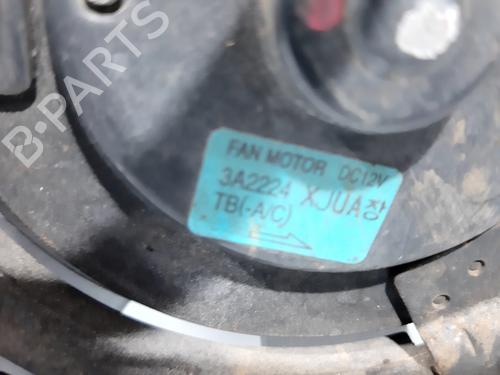 B-PARTS
FAN MOTOR DC12V
3A2224 XJUA장
TB(-A/C)